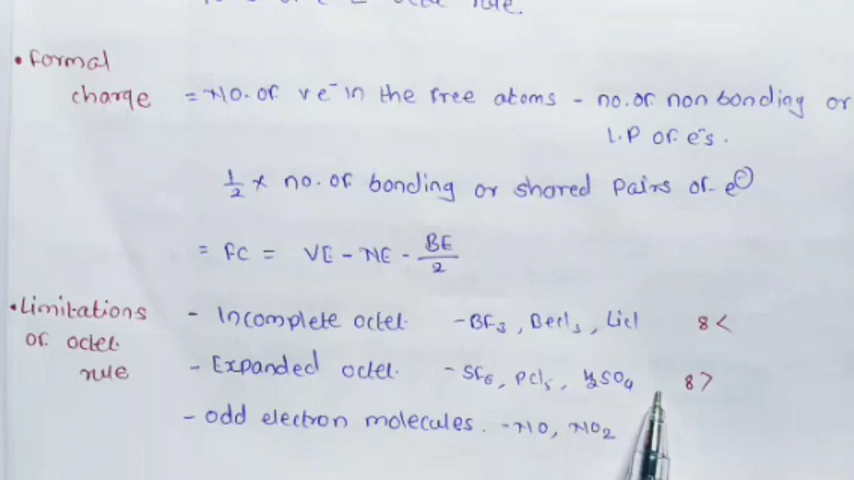 rule.
• Formal
charge = No. of ve⁻ in the free atoms - no. of non bonding or
L.P of e⁻s.
1/2 × no. of bonding or shared pairs of e⊖
= FC = VE - NE - BE/2
• Limitations - Incomplete octet. - BF₃, BeCl₃, LiCl 8 <
of octet rule - Expanded octet - SF₆, PCl₅, H₂SO₄ 8 >
- odd electron molecules. - NO, NO₂